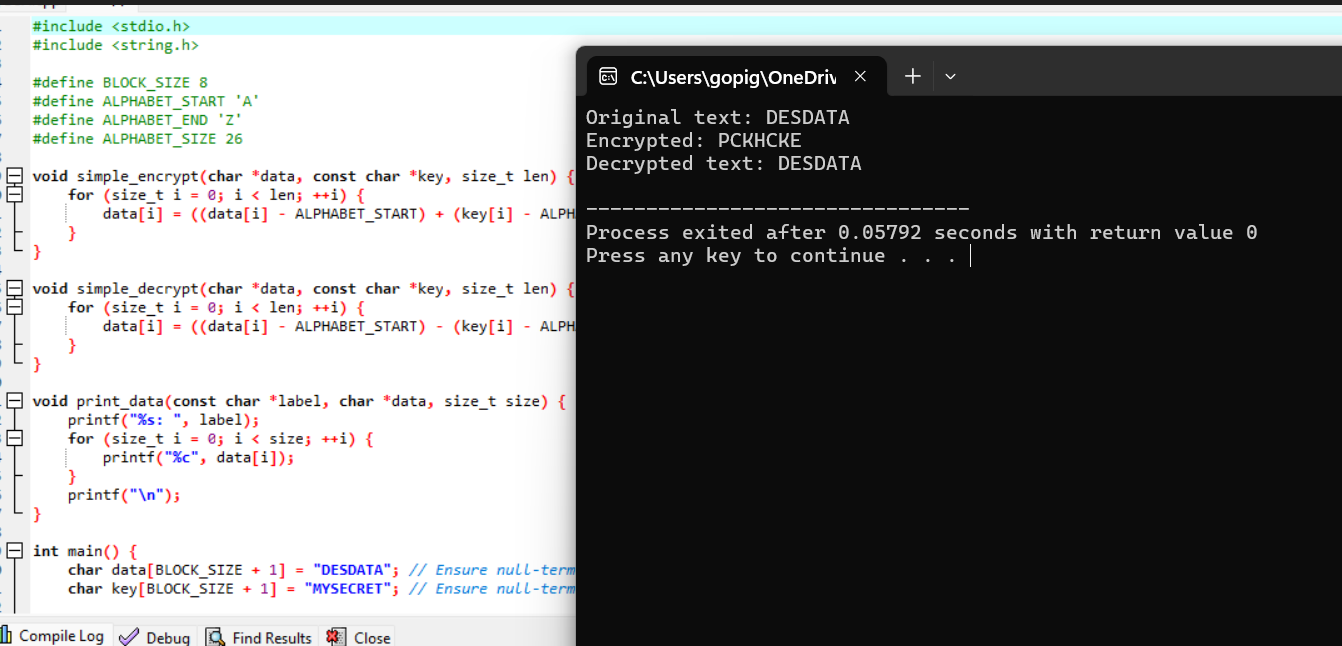 #include <stdio.h>
#include <string.h>
#define BLOCK_SIZE 8
#define ALPHABET_START 'A'
#define ALPHABET_END 'Z'
#define ALPHABET_SIZE 26
void simple_encrypt(char *data, const char *key, size_t len) {
for (size_t i = 0; i < len; ++i) {
data[i] = ((data[i] - ALPHABET_START) + (key[i] - ALPH
}
}
void simple_decrypt(char *data, const char *key, size_t len) {
for (size_t i = 0; i < len; ++i) {
data[i] = ((data[i] - ALPHABET_START) - (key[i] - ALPH
}
}
void print_data(const char *label, char *data, size_t size) {
printf("%s: ", label);
for (size_t i = 0; i < size; ++i) {
printf("%c", data[i]);
}
printf("\n");
}
int main() {
char data[BLOCK_SIZE + 1] = "DESDATA"; // Ensure null-term
char key[BLOCK_SIZE + 1] = "MYSECRET"; // Ensure null-term
Compile Log Debug Find Results Close
C:\Users\gopig\OneDriv
Original text: DESDATA
Encrypted: PCKHCKE
Decrypted text: DESDATA
--------------------------------
Process exited after 0.05792 seconds with return value 0
Press any key to continue . . .